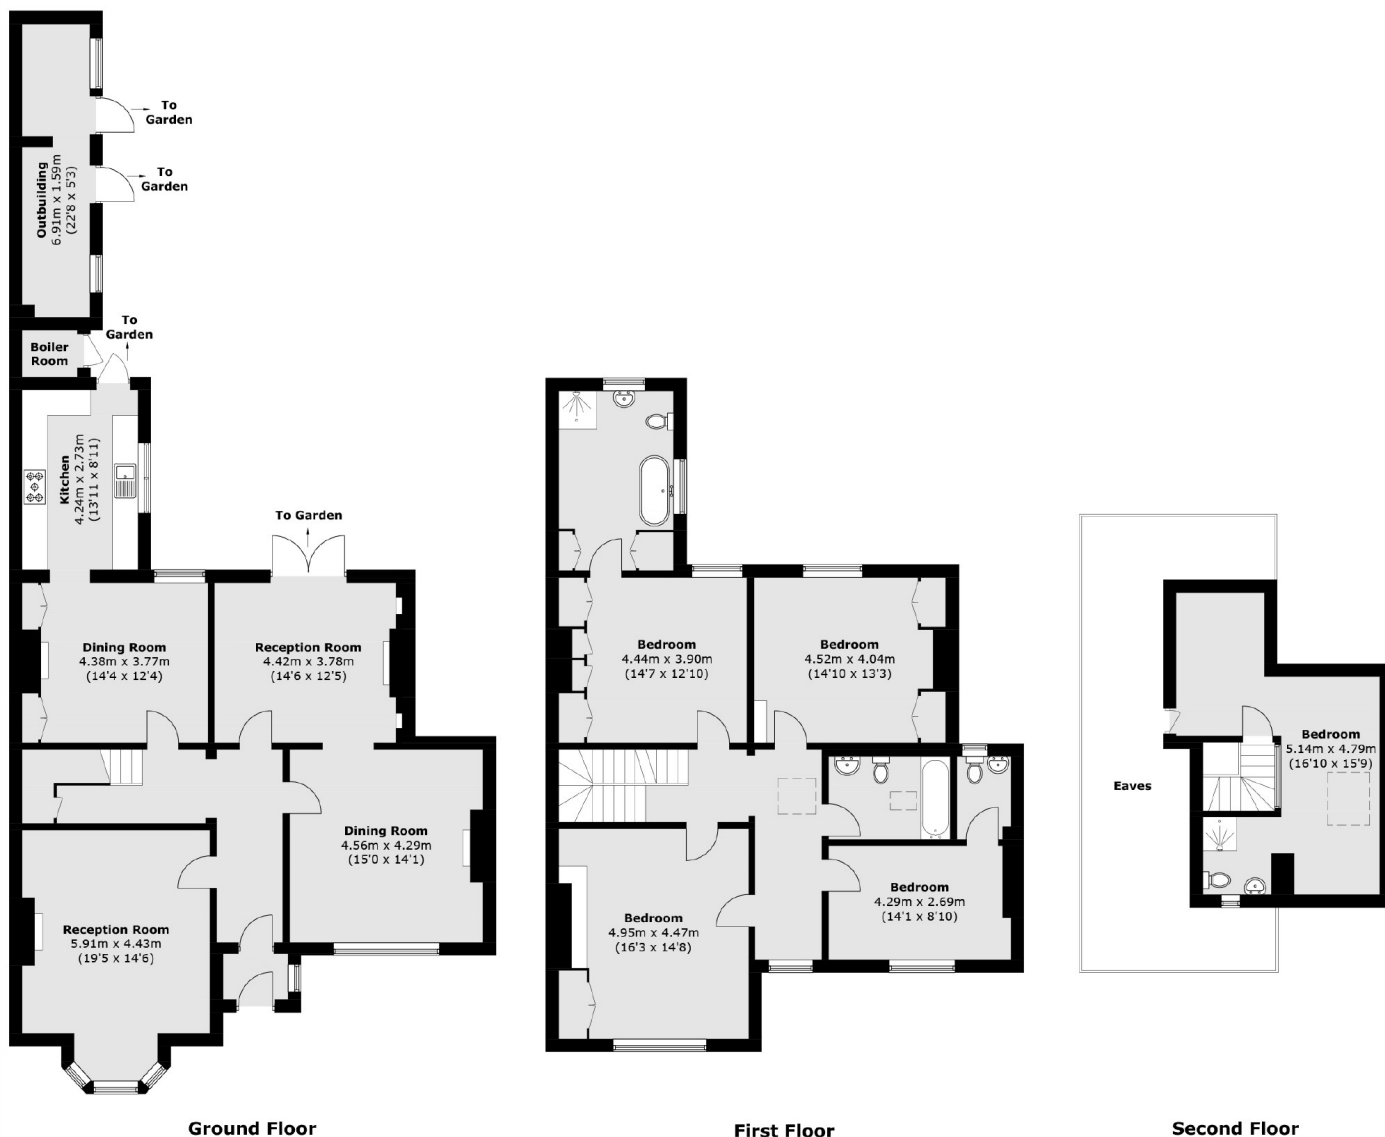 To
Garden
To
Garden
Outbuilding
6.91m x 1.59m
(22'8 x 5'3)
To
Garden
Boiler
Room
Kitchen
4.24m x 2.73m
(13'11 x 8'11)
To Garden
Dining Room
4.38m x 3.77m
(14'4 x 12'4)
Reception Room
4.42m x 3.78m
(14'6 x 12'5)
Dining Room
4.56m x 4.29m
(15'0 x 14'1)
Reception Room
5.91m x 4.43m
(19'5 x 14'6)
Ground Floor
Bedroom
4.44m x 3.90m
(14'7 x 12'10)
Bedroom
4.52m x 4.04m
(14'10 x 13'3)
Bedroom
4.29m x 2.69m
(14'1 x 8'10)
Bedroom
4.95m x 4.47m
(16'3 x 14'8)
First Floor
Bedroom
5.14m x 4.79m
(16'10 x 15'9)
Eaves
Second Floor